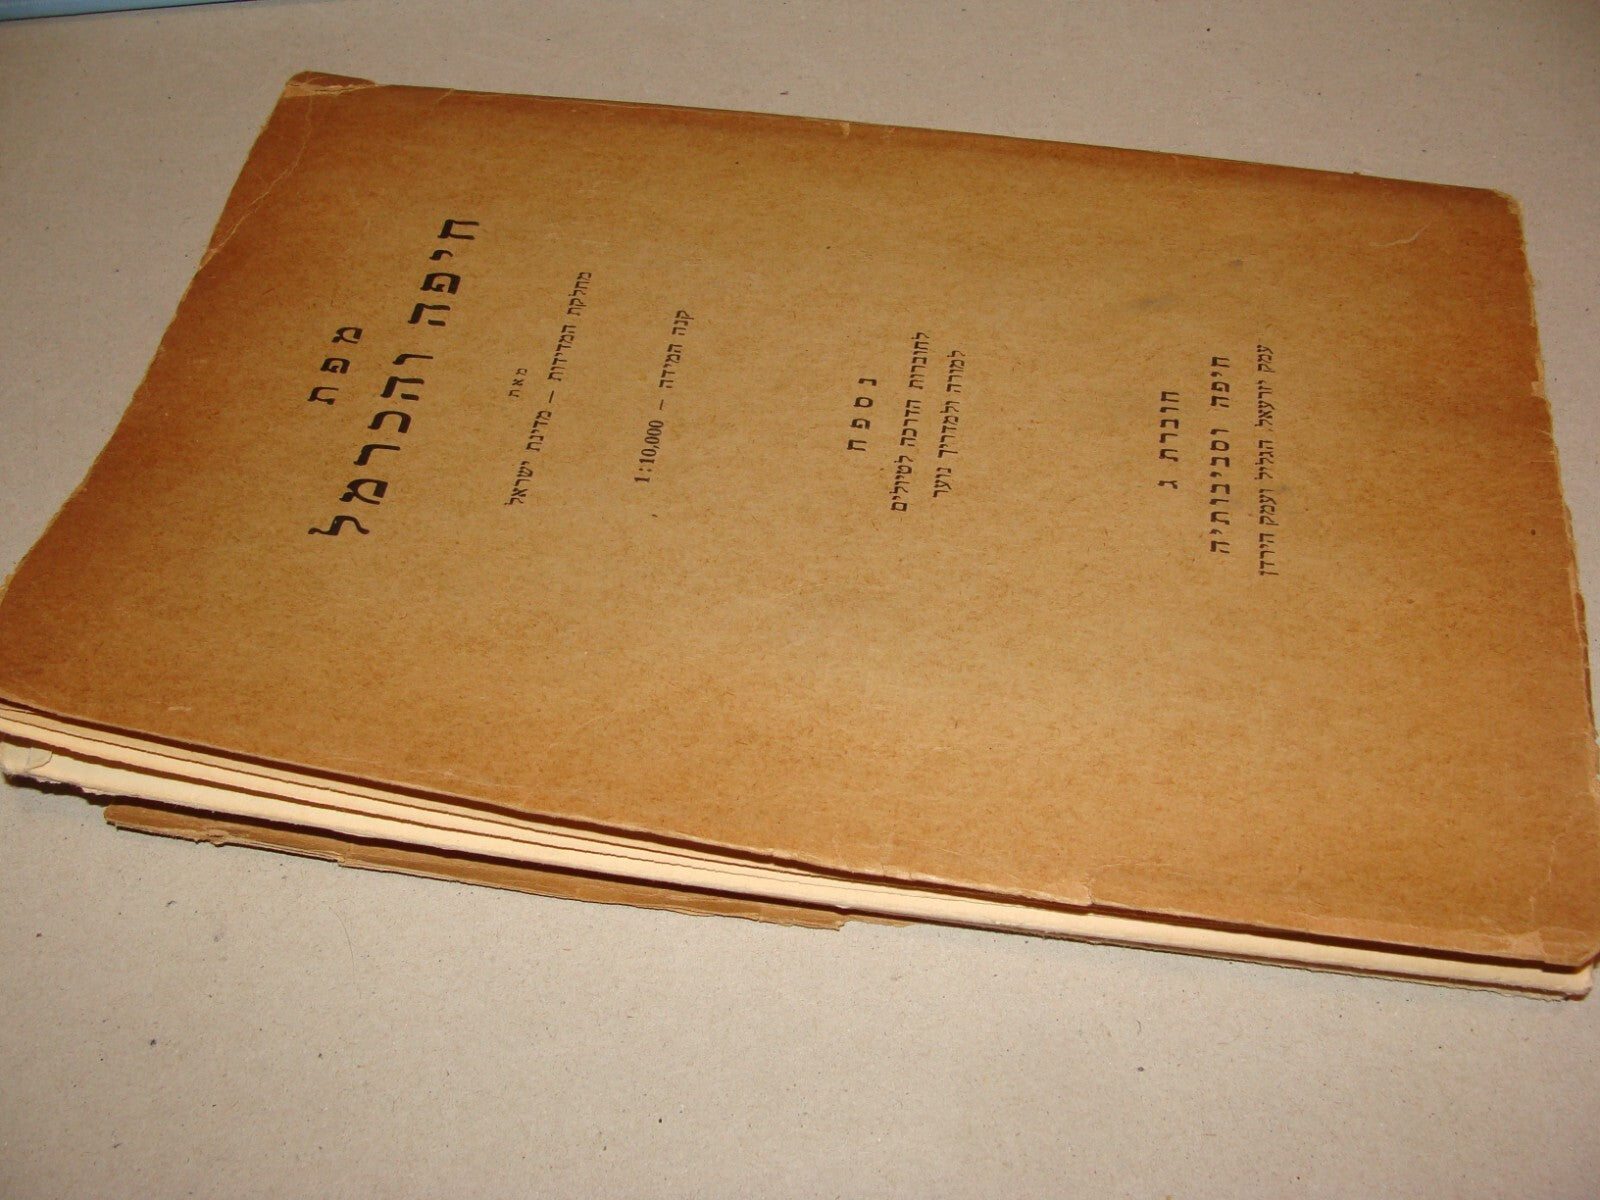 מפת
חיפה והכרמל
מאת
מחלקת המדידות – מדינת ישראל
קנה המידה – 1:10,000
נספח
לחוברות הדרכה לטיולים
למורה ולמדריך נוער
חוברת ג
חיפה וסביבותיה
עמק יזרעאל, הגליל ועמק הירדן